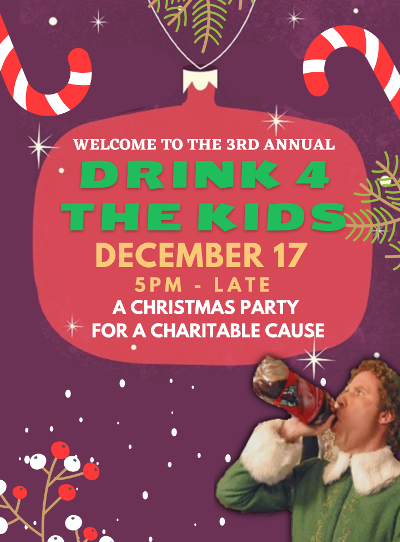 WELCOME TO THE 3RD ANNUAL
DRINK 4
THE KIDS
DECEMBER 17
5PM - LATE
A CHRISTMAS PARTY
FOR A CHARITABLE CAUSE